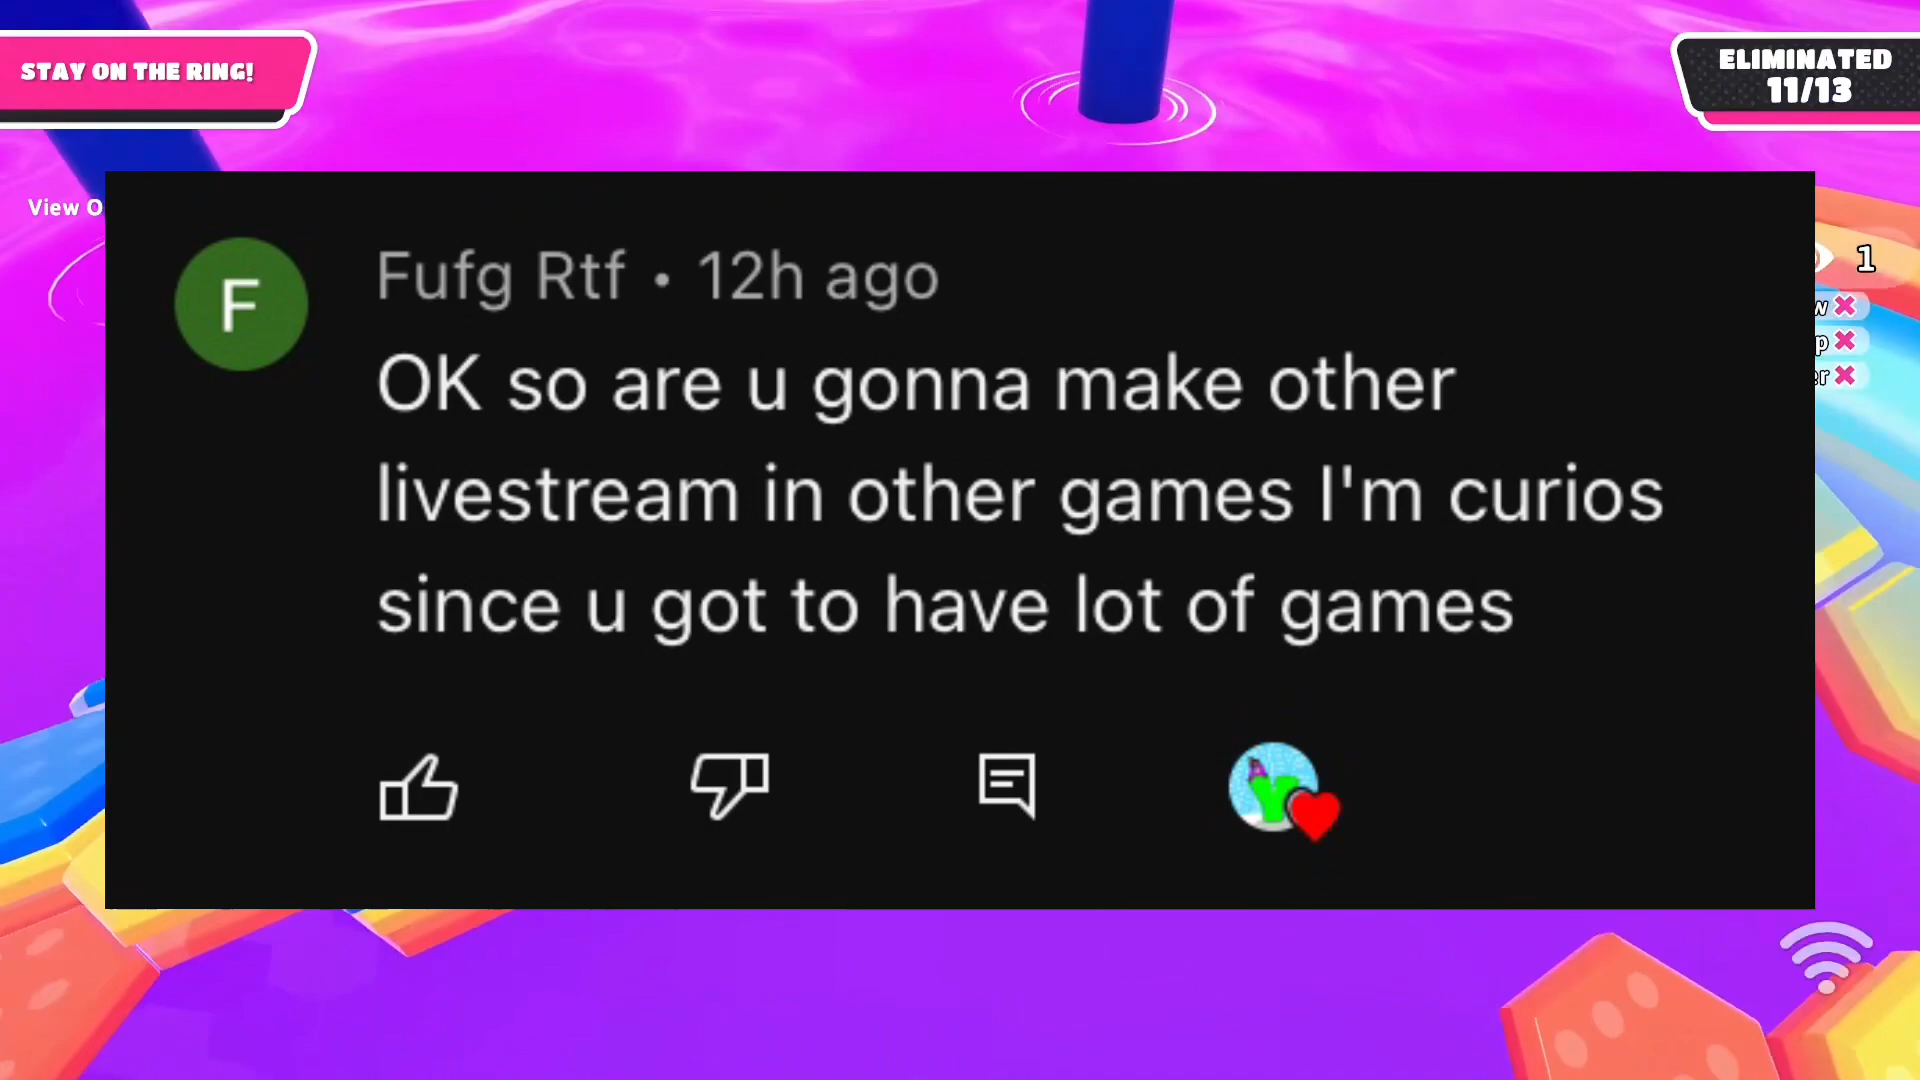 STAY ON THE RING!
ELIMINATED
11/13
View O
1
F
Fufg Rtf • 12h ago
OK so are u gonna make other
livestream in other games I'm curios
since u got to have lot of games
w
p
er